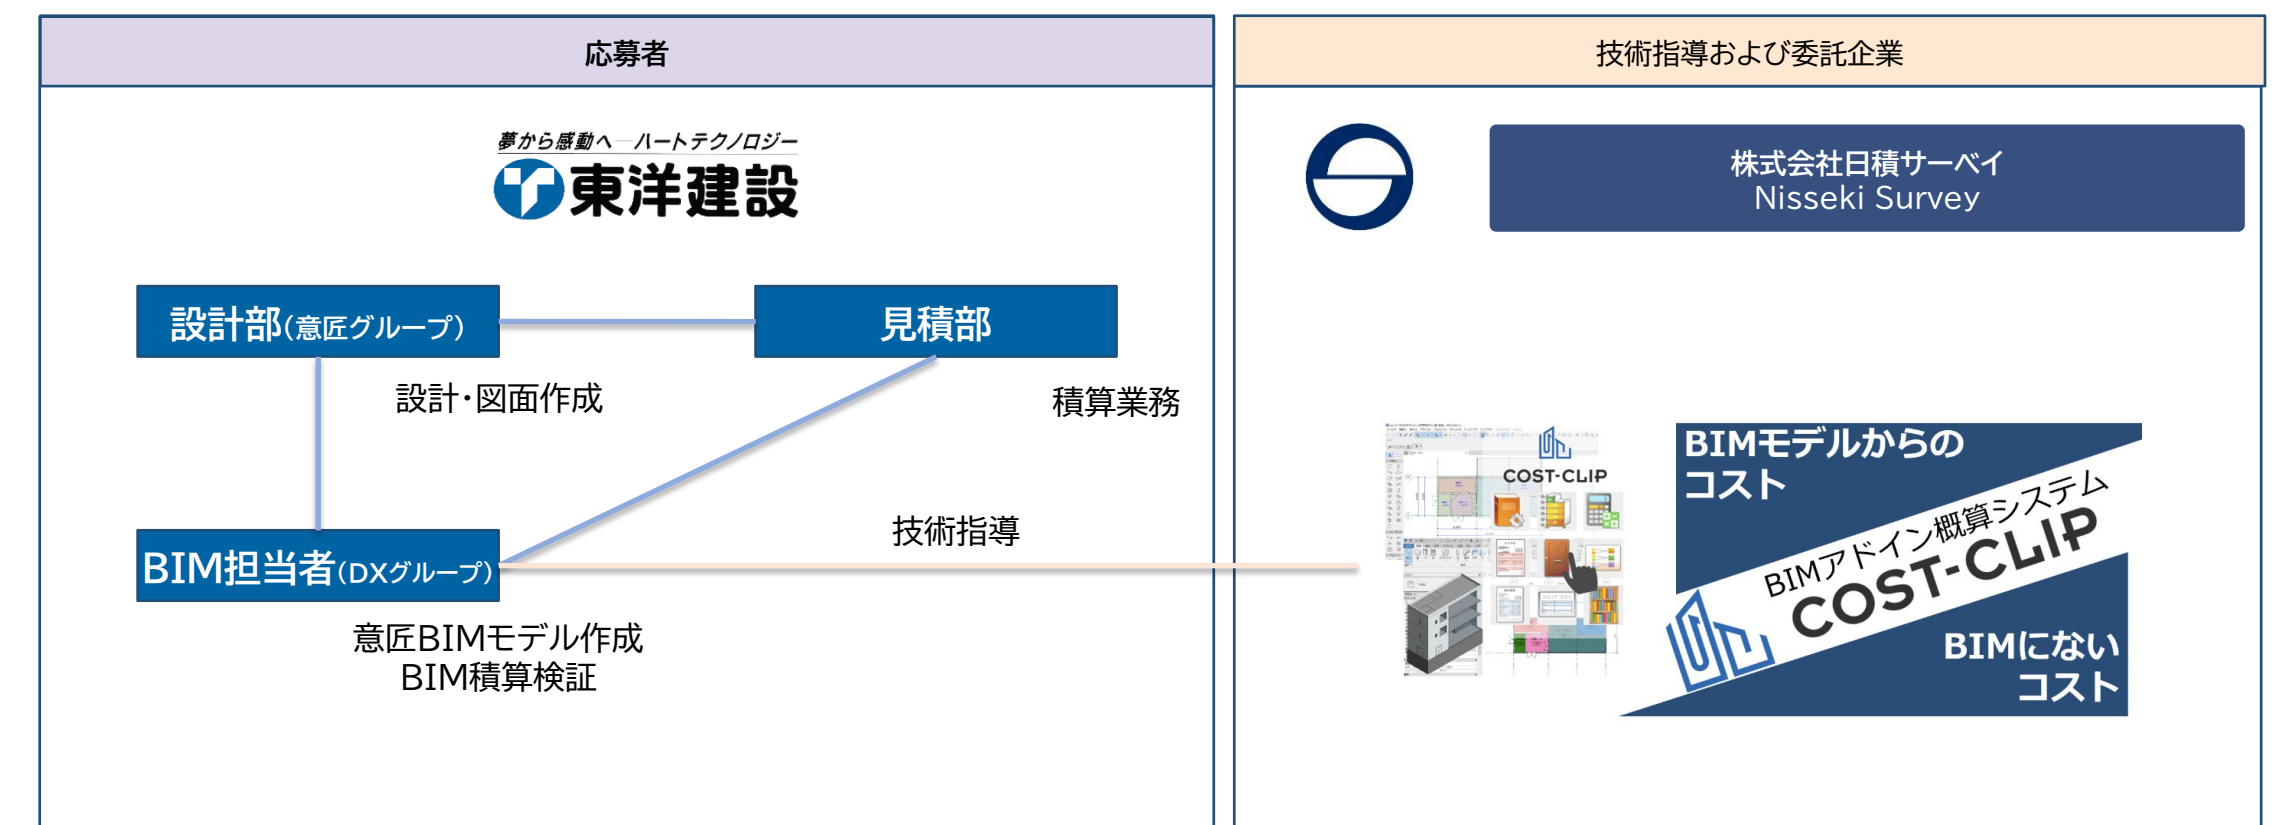 応募者
技術指導および委託企業
夢から感動へ―ハートテクノロジー
東洋建設
株式会社日積サーベイ
Nisseki Survey
設計部(意匠グループ)
見積部
設計・図面作成
積算業務
技術指導
BIM担当者(DXグループ)
意匠BIMモデル作成
BIM積算検証
COST-CLIP
BIMモデルからの
コスト
BIMアドイン概算システム
COST-CLIP
BIMにない
コスト